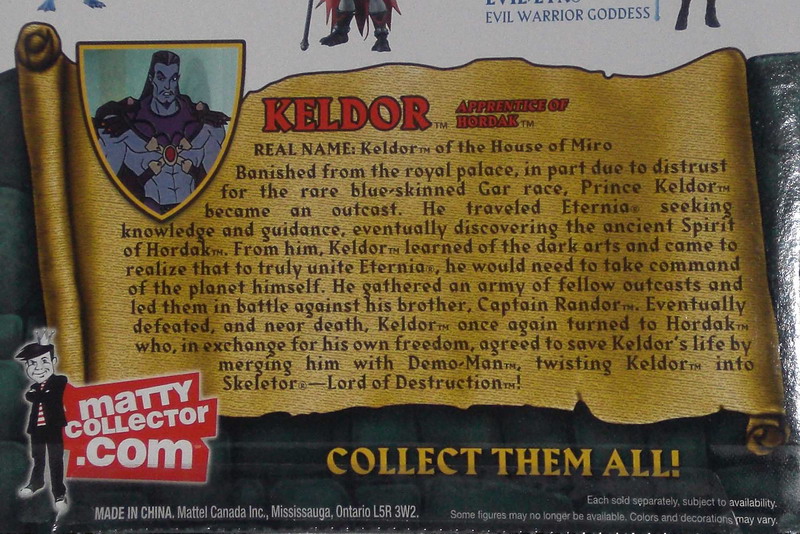 EVIL WARRIOR GODDESS
KELDOR™ APPRENTICE OF
HORDAK™
REAL NAME: Keldor™ of the House of Miro
Banished from the royal palace, in part due to distrust
for the rare blue-skinned Gar race, Prince Keldor™
became an outcast. He traveled Eternia® seeking
knowledge and guidance, eventually discovering the ancient Spirit
of Hordak™. From him, Keldor™ learned of the dark arts and came to
realize that to truly unite Eternia®, he would need to take command
of the planet himself. He gathered an army of fellow outcasts and
led them in battle against his brother, Captain Randor™. Eventually
defeated, and near death, Keldor™ once again turned to Hordak™
who, in exchange for his own freedom, agreed to save Keldor's life by
merging him with Demo-Man™, twisting Keldor™ into
Skeletor®—Lord of Destruction™!
matty
COLLECTOR
.com
COLLECT THEM ALL!
MADE IN CHINA. Mattel Canada Inc., Mississauga, Ontario L5R 3W2.
Each sold separately, subject to availability.
Some figures may no longer be available. Colors and decorations may vary.